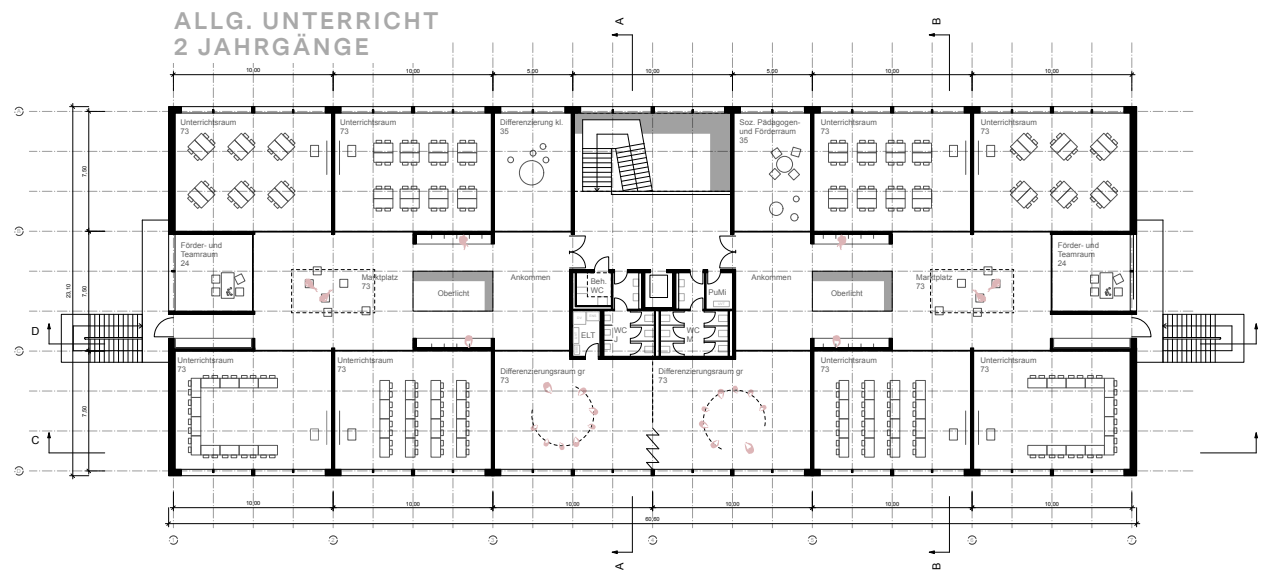 ALLG. UNTERRICHT
2 JAHRGÄNGE
A
B
10,00
10,00
5,00
10,00
5,00
10,00
10,00
Unterrichtsraum
73
Unterrichtsraum
73
Differenzierung kl.
35
Soz. Pädagogen-
und Förderraum
35
Unterrichtsraum
73
Unterrichtsraum
73
7,50
Förder- und
Teamraum
24
Marktplatz
73
Oberlicht
Ankommen
Beh.
WC
PuMi
Ankommen
Oberlicht
Marktplatz
73
Förder- und
Teamraum
24
23,10
7,50
D
ELT
WC
J
WC
M
Unterrichtsraum
73
Unterrichtsraum
73
Differenzierungsraum gr
73
Differenzierungsraum gr
73
Unterrichtsraum
73
Unterrichtsraum
73
7,50
C
10,00
10,00
10,00
10,00
10,00
10,00
60,60
A
B